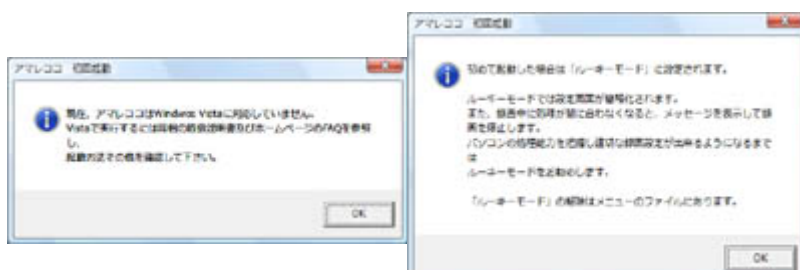 アマレココ 初回起動
現在、アマレココはWindows Vistaに対応していません。
Vistaで実行するには同梱の取扱説明書及びホームページのFAQを参照
し、
起動方法その他を確認して下さい。
OK
アマレココ 初回起動
初めて起動した場合は「ルーキーモード」に設定されます。
ルーキーモードでは設定画面が簡略化されます。
また、録画中に処理が間に合わなくなると、メッセージを表示して録
画を停止します。
パソコンの処理能力を把握し適切な録画設定が出来るようになるまで
は
ルーキーモードをお勧めします。
「ルーキーモード」の解除はメニューのファイルにあります。
OK